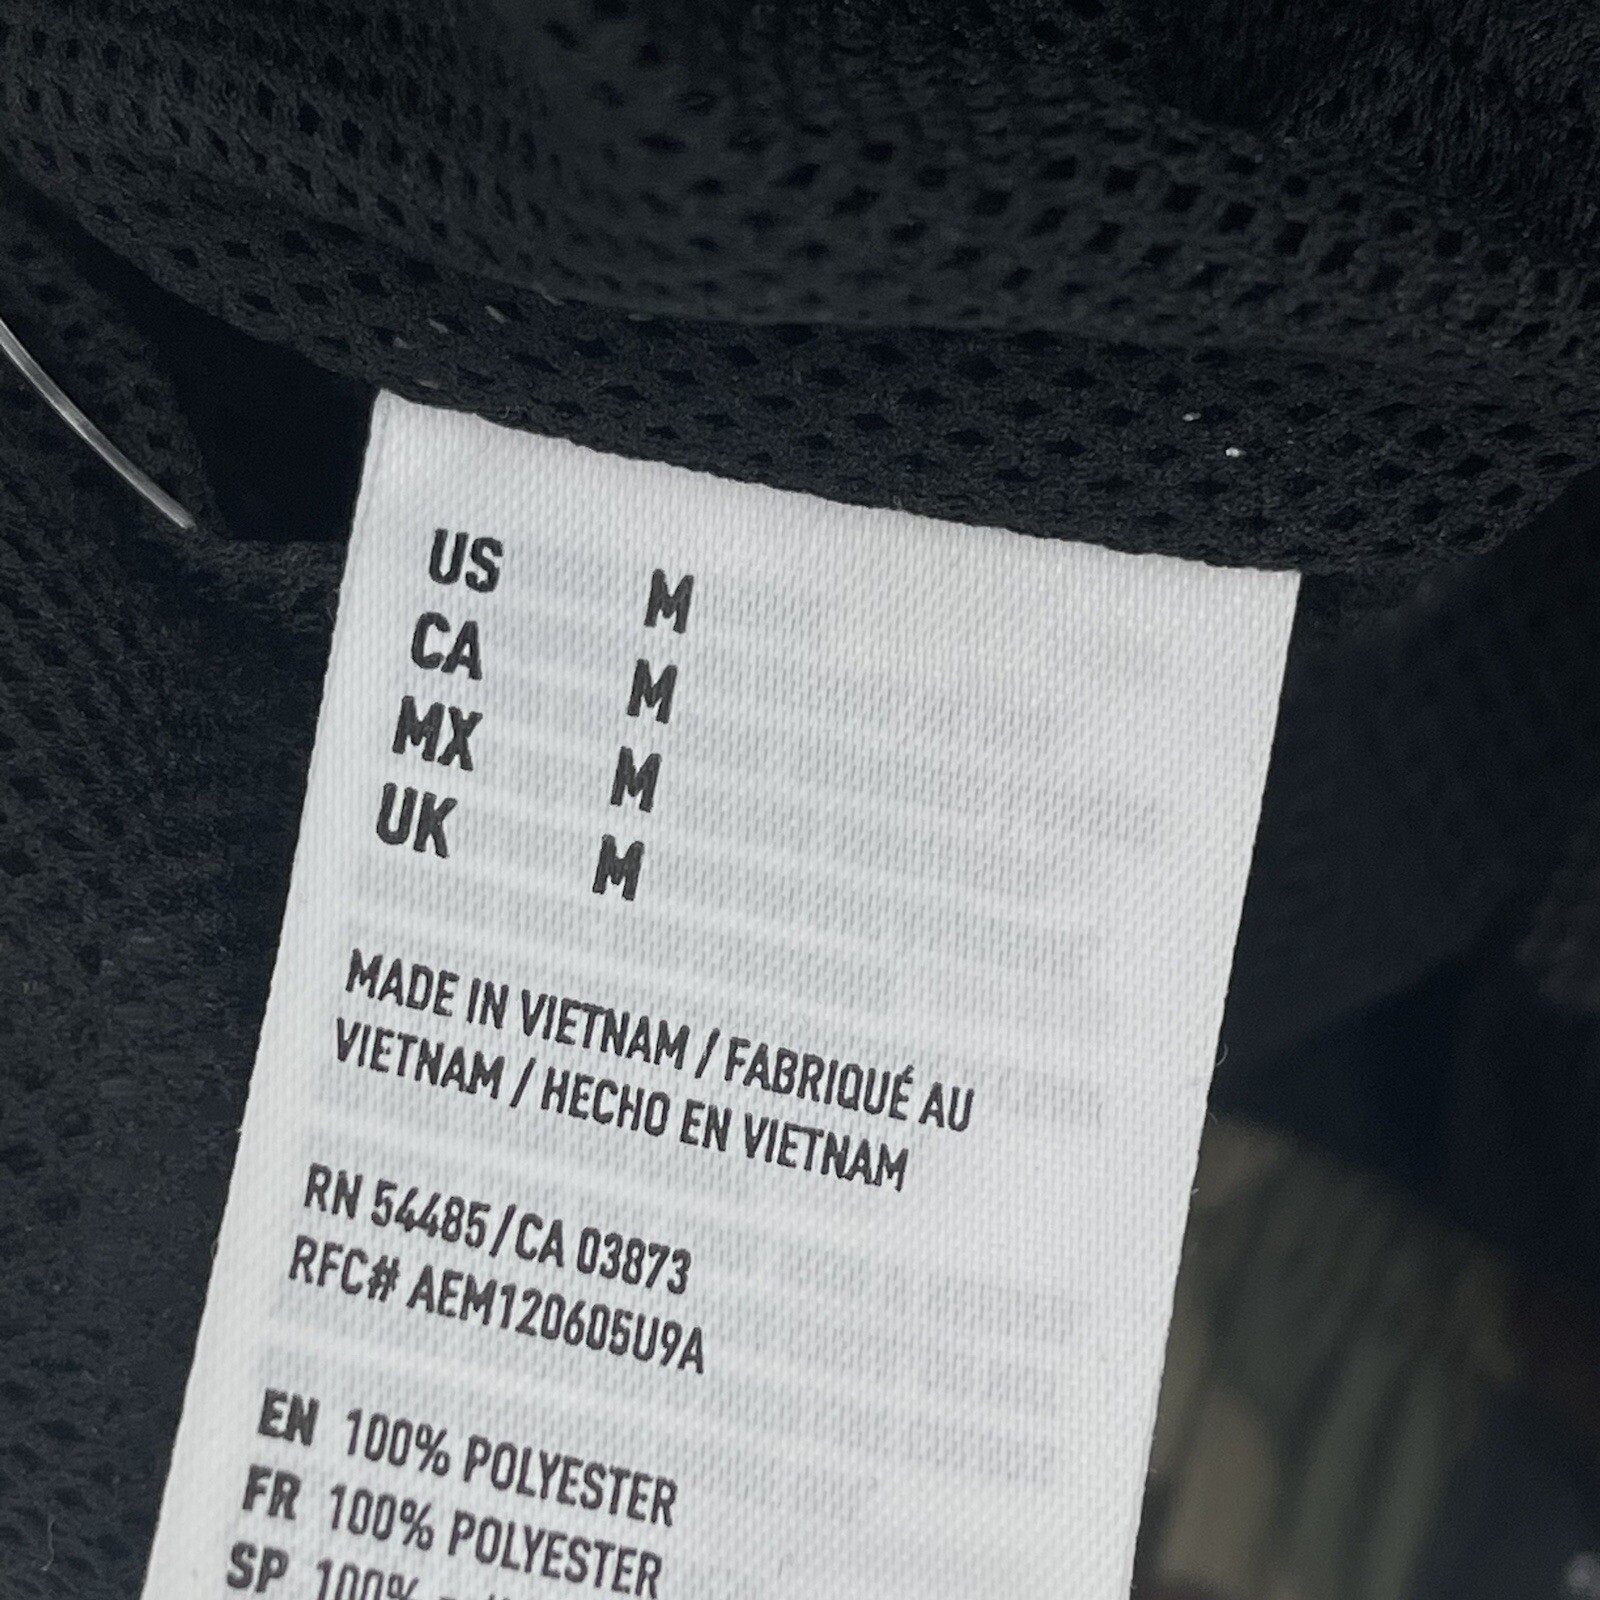 US M
CA M
MX M
UK M
MADE IN VIETNAM / FABRIQUÉ AU
VIETNAM / HECHO EN VIETNAM
RN 54485/CA 03873
RFC# AEM120605U9A
EN 100% POLYESTER
FR 100% POLYESTER
SP 100%